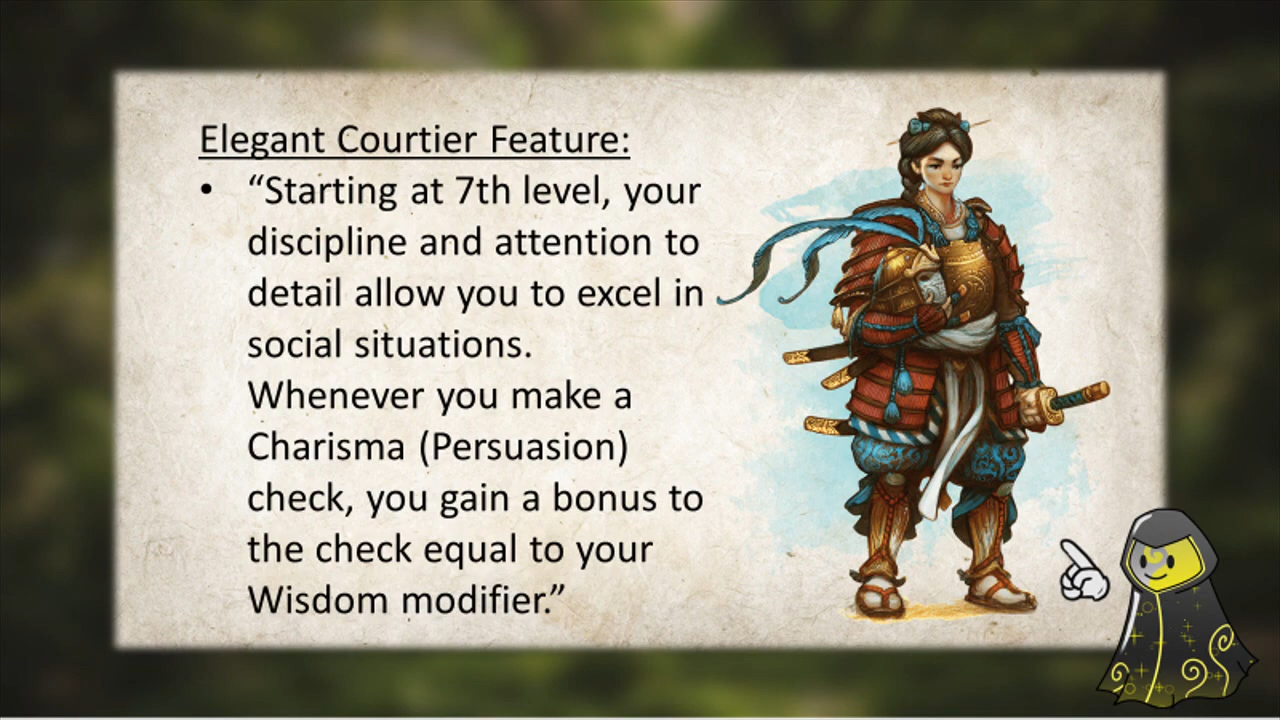 Elegant Courtier Feature:
• “Starting at 7th level, your
discipline and attention to
detail allow you to excel in
social situations.
Whenever you make a
Charisma (Persuasion)
check, you gain a bonus to
the check equal to your
Wisdom modifier.”